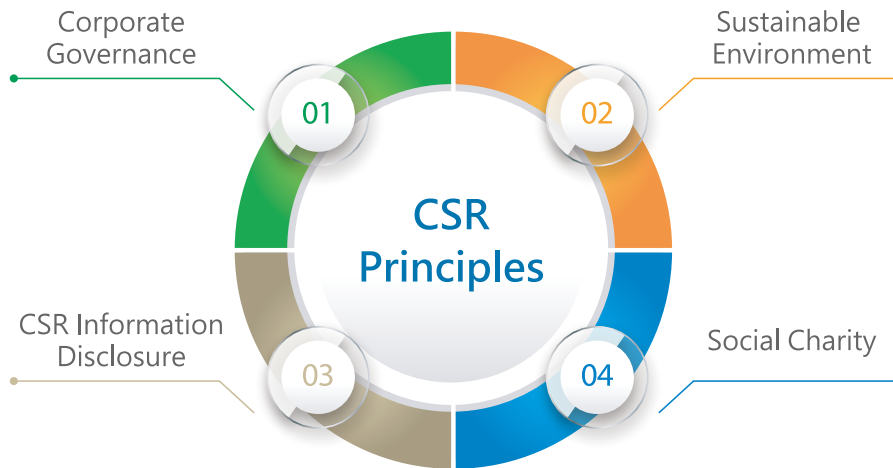 Corporate
Governance
01
Sustainable
Environment
02
CSR
Principles
CSR Information
Disclosure
03
Social Charity
04